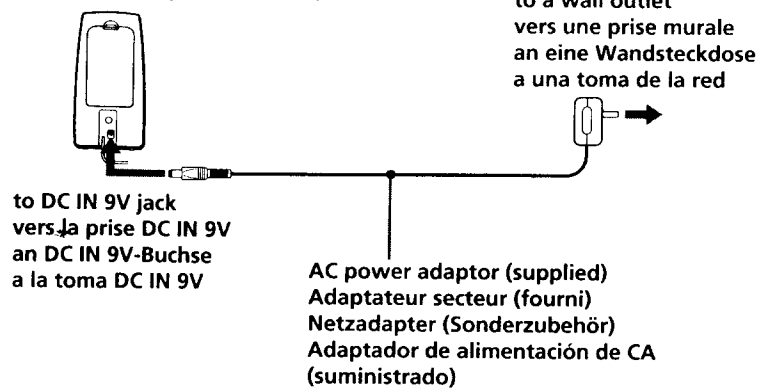 to a wall outlet
vers une prise murale
an eine Wandsteckdose
a una toma de la red
to DC IN 9V jack
vers la prise DC IN 9V
an DC IN 9V-Buchse
a la toma DC IN 9V
AC power adaptor (supplied)
Adaptateur secteur (fourni)
Netzadapter (Sonderzubehör)
Adaptador de alimentación de CA
(suministrado)